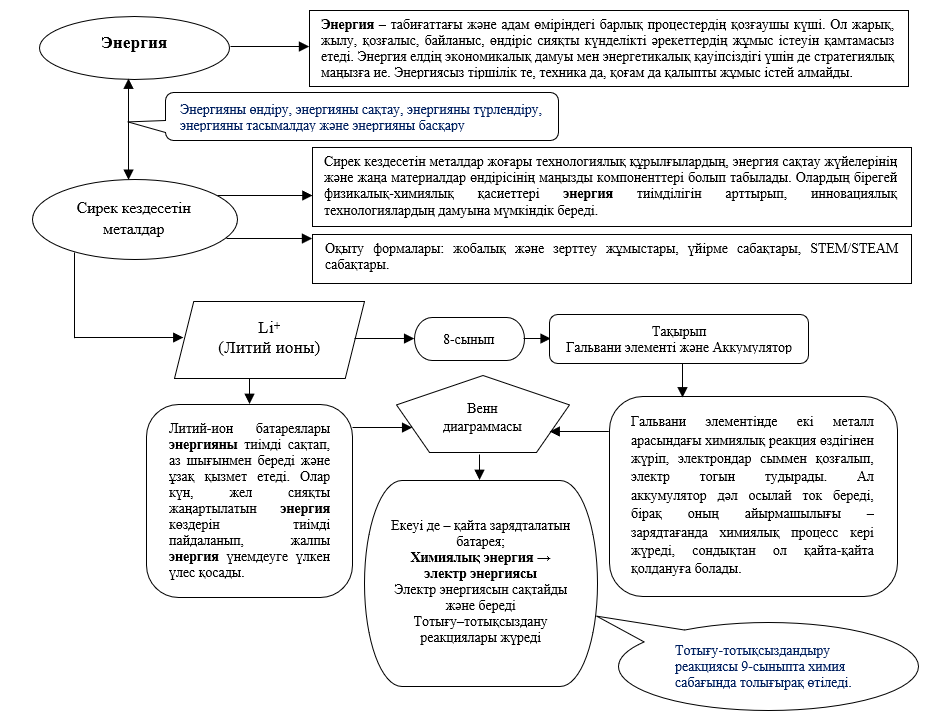 Энергия
Энергия – табиғаттағы және адам өміріндегі барлық процестердің қозғаушы күші. Ол жарық,
жылу, қозғалыс, байланыс, өндіріс сияқты күнделікті әрекеттердің жұмыс істеуін қамтамасыз
етеді. Энергия елдің экономикалық дамуы мен энергетикалық қауіпсіздігі үшін де стратегиялық
маңызға ие. Энергиясыз тіршілік те, техника да, қоғам да қалыпты жұмыс істей алмайды.
Энергияны өндіру, энергияны сақтау, энергияны түрлендіру,
энергияны тасымалдау және энергияны басқару
Сирек кездесетін
металдар
Сирек кездесетін металдар жоғары технологиялық құрылғылардың, энергия сақтау жүйелерінің
және жаңа материалдар өндірісінің маңызды компоненттері болып табылады. Олардың бірегей
физикалық-химиялық қасиеттері энергия тиімділігін арттырып, инновациялық
технологиялардың дамуына мүмкіндік береді.
Оқыту формалары: жобалық және зерттеу жұмыстары, үйірме сабақтары, STEM/STEAM
сабақтары.
Li⁺
(Литий ионы)
8-сынып
Тақырып
Гальвани элементі және Аккумулятор
Литий-ион батареялары
энергияны тиімді сақтап,
аз шығынмен береді және
ұзақ қызмет етеді. Олар
күн, жел сияқты
жаңартылатын энергия
көздерін тиімді
пайдаланып, жалпы
энергия үнемдеуге үлкен
үлес қосады.
Венн
диаграммасы
Гальвани элементінде екі металл
арасындағы химиялық реакция өздігінен
жүріп, электрондар сыммен қозғалып,
электр тогын тудырады. Ал
аккумулятор дәл осылай ток береді,
бірақ оның айырмашылығы –
зарядтағанда химиялық процесс кері
жүреді, сондықтан ол қайта-қайта
қолдануға болады.
Екеуі де – қайта зарядталатын
батарея;
Химиялық энергия →
электр энергиясы
Электр энергиясын сақтайды
және береді
Тотығу–тотықсыздану
реакциялары жүреді
Тотығу-тотықсыздандыру
реакциясы 9-сыныпта химия
сабағында толығырақ өтіледі.